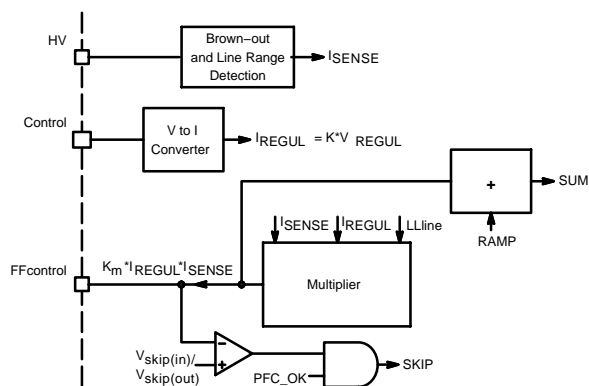 HV
Brown−out
and Line Range
Detection
ISENSE
Control
V to I
Converter
IREGUL = K*V REGUL
+
SUM
RAMP
ISENSE IREGUL LLline
FFcontrol
Km*IREGUL*ISENSE
Multiplier
−
+
Vskip(in)/
Vskip(out)
PFC_OK
SKIP